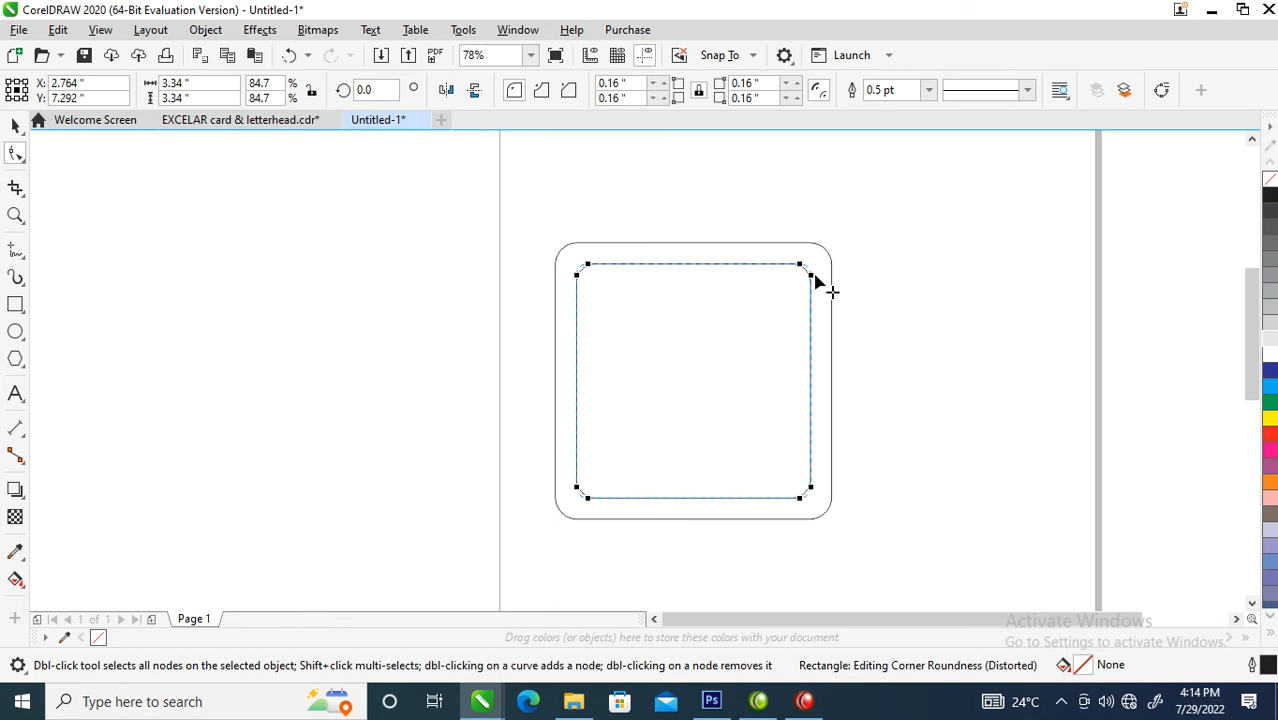 CorelDRAW 2020 (64-Bit Evaluation Version) - Untitled-1*
File Edit View Layout Object Effects Bitmaps Text Table Tools Window Help Purchase
PDF 78% Snap To Launch
X: 2.764 " 3.34 " 84.7 % 0.0 0.16 " 0.16 " 0.5 pt
Y: 7.292 " 3.34 " 84.7 % 0.16 " 0.16 "
Welcome Screen EXCELAR card & letterhead.cdr* Untitled-1*
1 of 1 Page 1
Activate Windows
Drag colors (or objects) here to store these colors with your document
Go to Settings to activate Windows.
Dbl-click tool selects all nodes on the selected object; Shift+click multi-selects; dbl-clicking on a curve adds a node; dbl-clicking on a node removes it Rectangle: Editing Corner Roundness (Distorted) None
Type here to search Ps 24°C 4:14 PM
7/29/2022